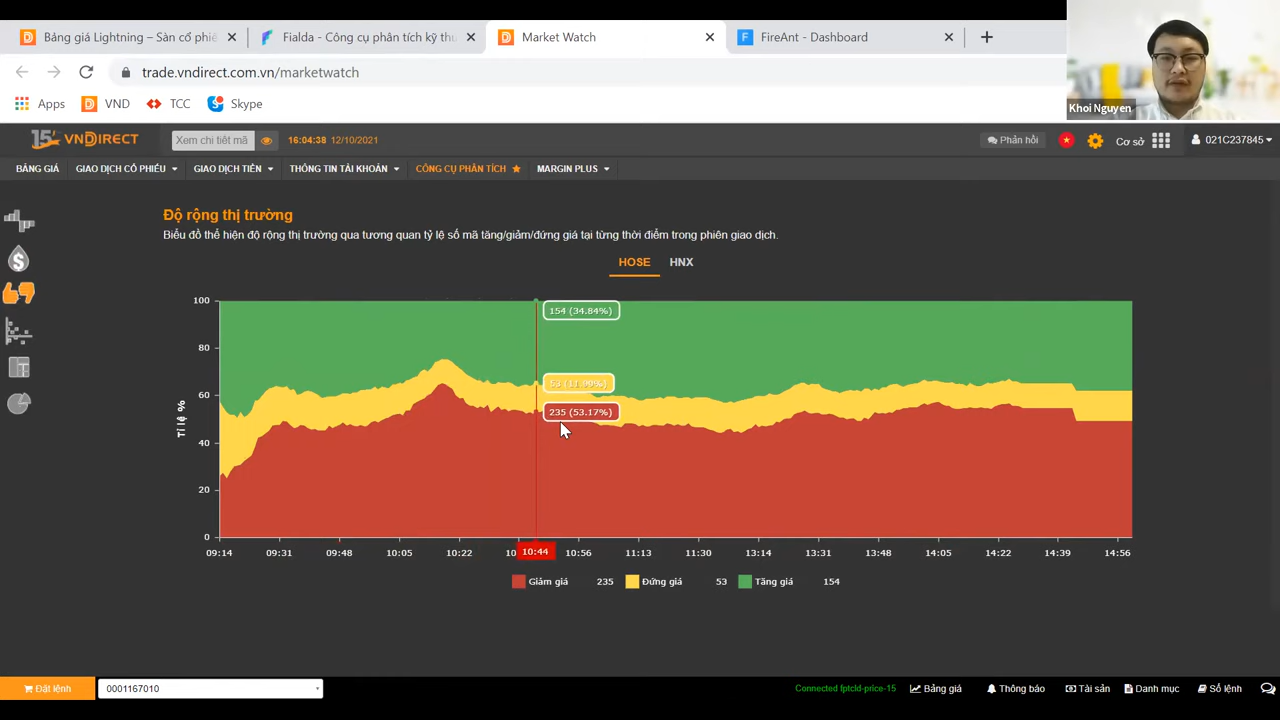 Bảng giá Lightning – Sàn cổ phiế
Fialda - Công cụ phân tích kỹ thu
Market Watch
FireAnt - Dashboard
trade.vndirect.com.vn/marketwatch
Apps
VND
TCC
Skype
Khoi Nguyen
15 VNDIRECT
Xem chi tiết mã
16:04:38 12/10/2021
Phản hồi
Cơ sở
021C237845
BẢNG GIÁ
GIAO DỊCH CỔ PHIẾU
GIAO DỊCH TIỀN
THÔNG TIN TÀI KHOẢN
CÔNG CỤ PHÂN TÍCH
MARGIN PLUS
Độ rộng thị trường
Biểu đồ thể hiện độ rộng thị trường qua tương quan tỷ lệ số mã tăng/giảm/đứng giá tại từng thời điểm trong phiên giao dịch.
HOSE
HNX
100
80
60
40
20
0
Tỉ lệ %
154 (34.84%)
53 (11.99%)
235 (53.17%)
09:14
09:31
09:48
10:05
10:22
10
10:44
10:56
11:13
11:30
13:14
13:31
13:48
14:05
14:22
14:39
14:56
Giảm giá 235
Đứng giá 53
Tăng giá 154
Đặt lệnh
0001167010
Connected fptcld-price-15
Bảng giá
Thông báo
Tài sản
Danh mục
Sổ lệnh